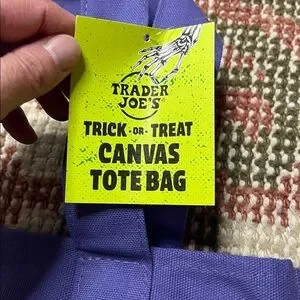 TRADER
JOE'S
TRICK-OR-TREAT
CANVAS
TOTE BAG